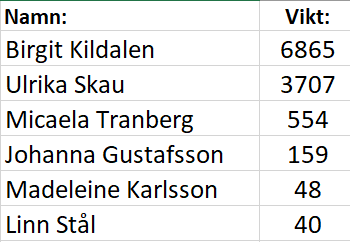 Namn: Vikt:
Birgit Kildalen 6865
Ulrika Skau 3707
Micaela Tranberg 554
Johanna Gustafsson 159
Madeleine Karlsson 48
Linn Stål 40